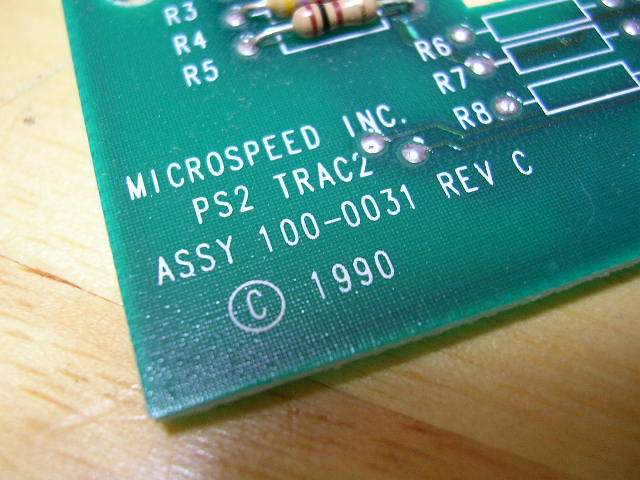 R3
R4
R5
R6
R7
R8
MICROSPEED INC.
PS2 TRAC2
ASSY 100-0031 REV C
© 1990